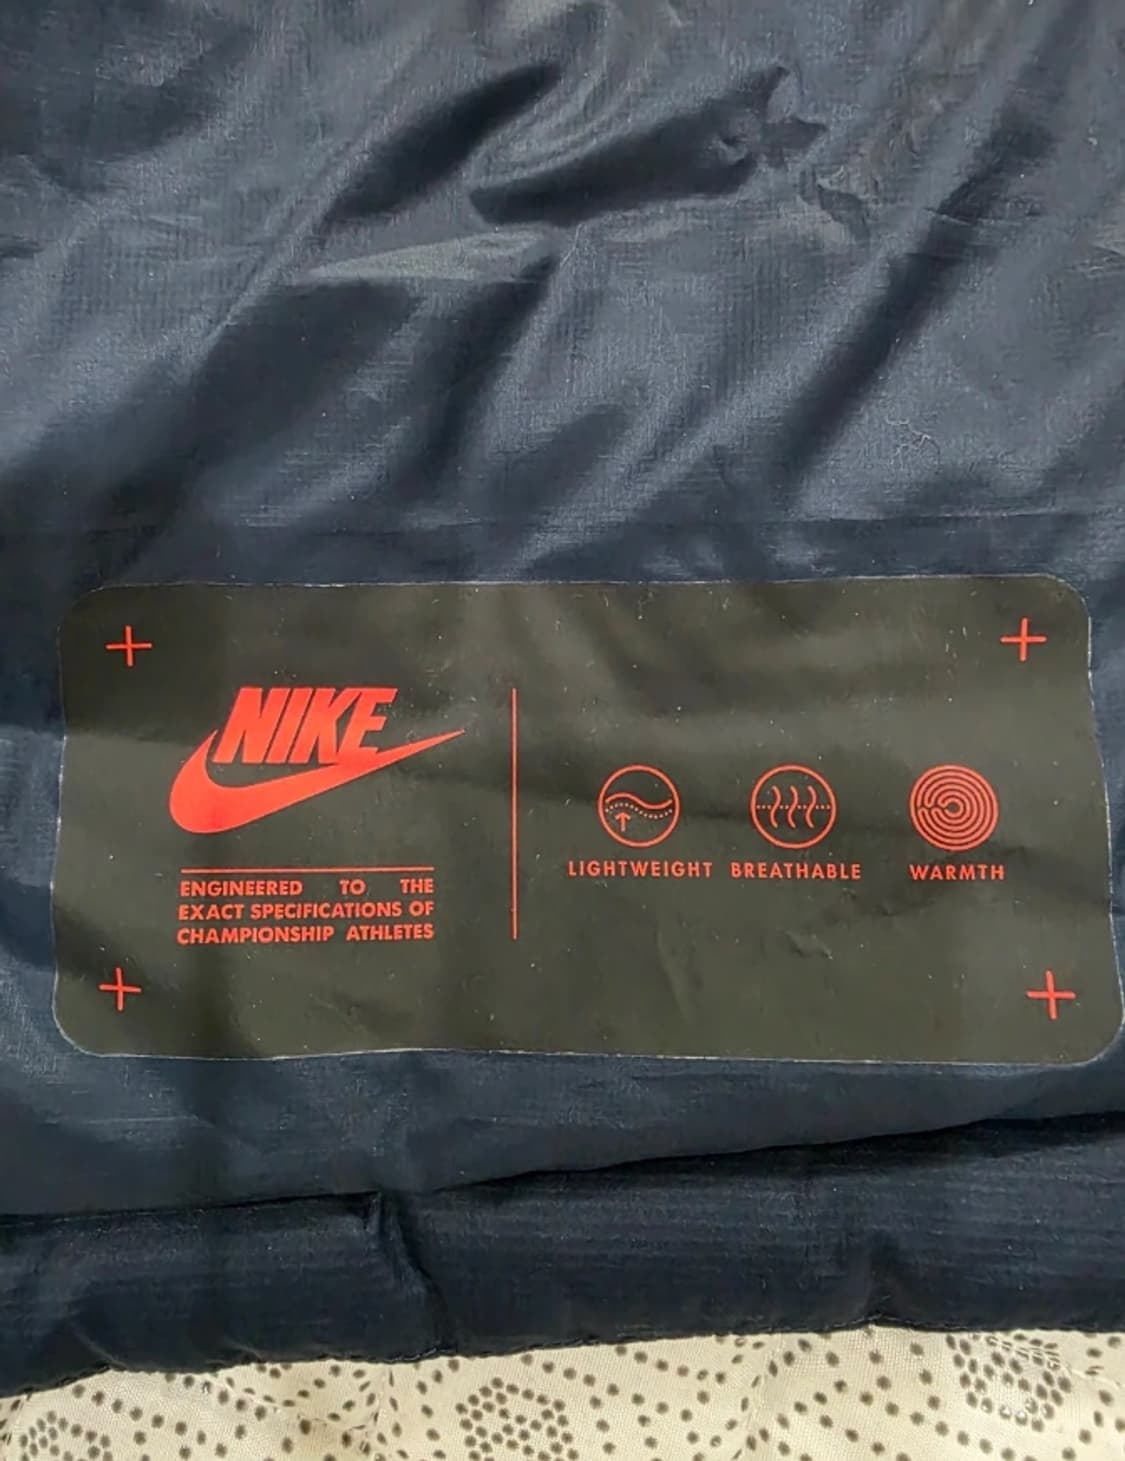 NIKE
ENGINEERED TO THE
EXACT SPECIFICATIONS OF
CHAMPIONSHIP ATHLETES
LIGHTWEIGHT BREATHABLE WARMTH